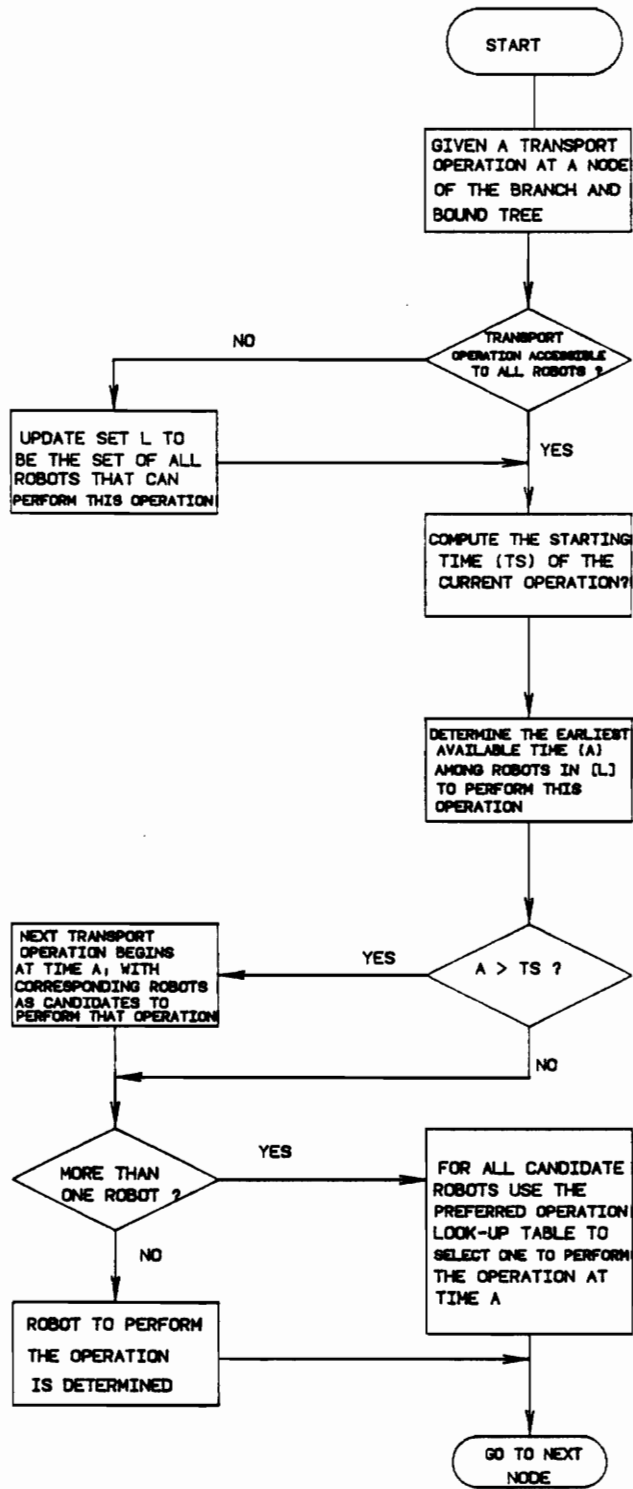 START
GIVEN A TRANSPORT
OPERATION AT A NODE
OF THE BRANCH AND
BOUND TREE
TRANSPORT
OPERATION ACCESSIBLE
TO ALL ROBOTS ?
NO
YES
UPDATE SET L TO
BE THE SET OF ALL
ROBOTS THAT CAN
PERFORM THIS OPERATION
COMPUTE THE STARTING
TIME (TS) OF THE
CURRENT OPERATION?
DETERMINE THE EARLIEST
AVAILABLE TIME (A)
AMONG ROBOTS IN [L]
TO PERFORM THIS
OPERATION
A > TS ?
YES
NO
NEXT TRANSPORT
OPERATION BEGINS
AT TIME A, WITH
CORRESPONDING ROBOTS
AS CANDIDATES TO
PERFORM THAT OPERATION
MORE THAN
ONE ROBOT ?
YES
NO
FOR ALL CANDIDATE
ROBOTS USE THE
PREFERRED OPERATION
LOOK-UP TABLE TO
SELECT ONE TO PERFORM
THE OPERATION AT
TIME A
ROBOT TO PERFORM
THE OPERATION
IS DETERMINED
GO TO NEXT
NODE